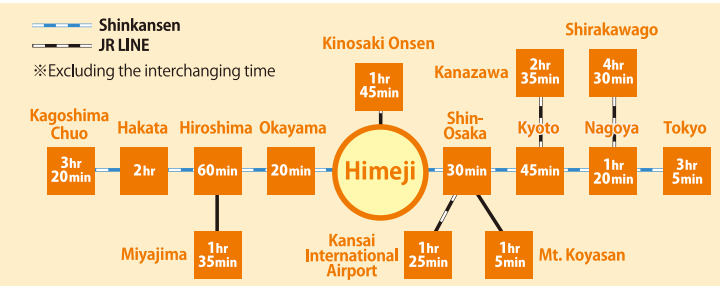 Shinkansen
JR LINE
※Excluding the interchanging time
Kinosaki Onsen
1hr
45min
Kanazawa
2hr
35min
Shirakawago
4hr
30min
Kagoshima
Chuo
3hr
20min
Hakata
2hr
Hiroshima
60min
Okayama
20min
Himeji
Shin-
Osaka
30min
Kyoto
45min
Nagoya
1hr
20min
Tokyo
3hr
5min
Miyajima
1hr
35min
Kansai
International
Airport
1hr
25min
1hr
5min
Mt. Koyasan